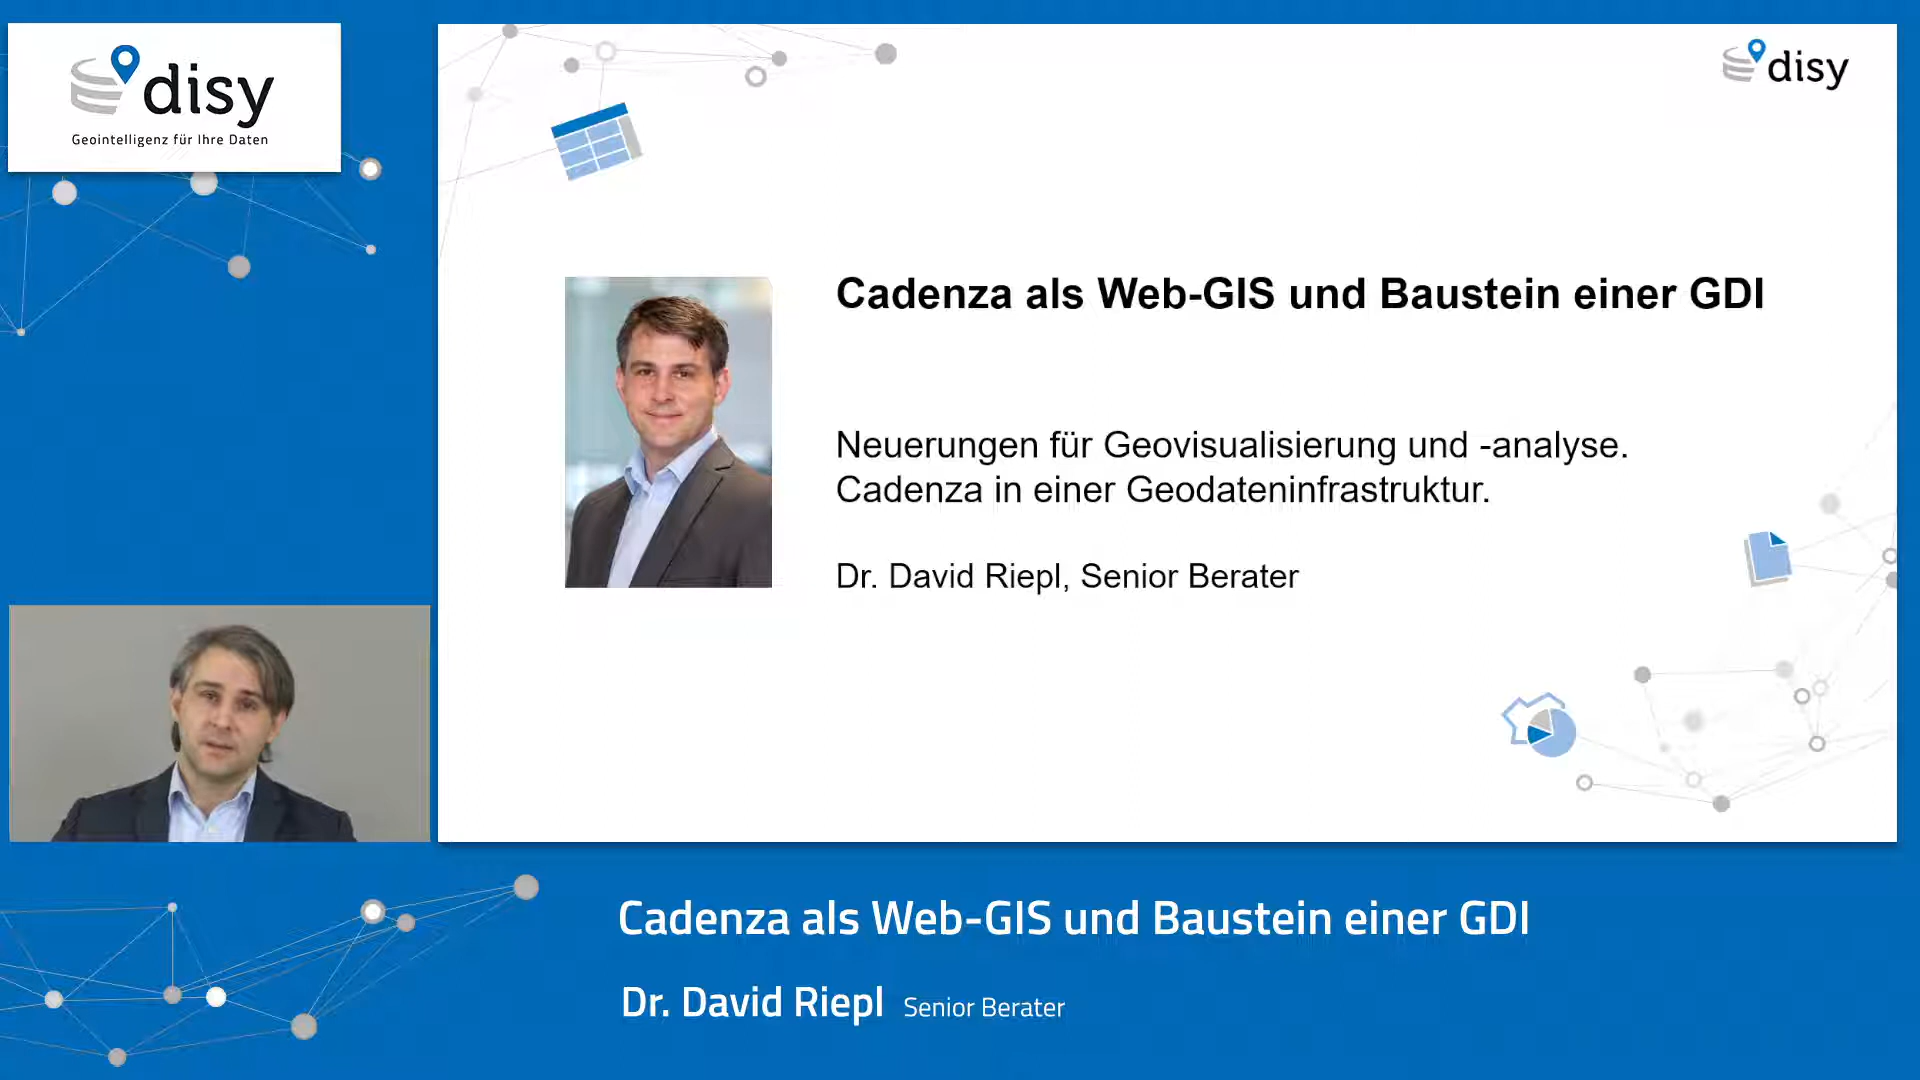 disy
Geointelligenz für Ihre Daten
disy
Cadenza als Web-GIS und Baustein einer GDI
Neuerungen für Geovisualisierung und -analyse.
Cadenza in einer Geodateninfrastruktur.
Dr. David Riepl, Senior Berater
Cadenza als Web-GIS und Baustein einer GDI
Dr. David Riepl Senior Berater